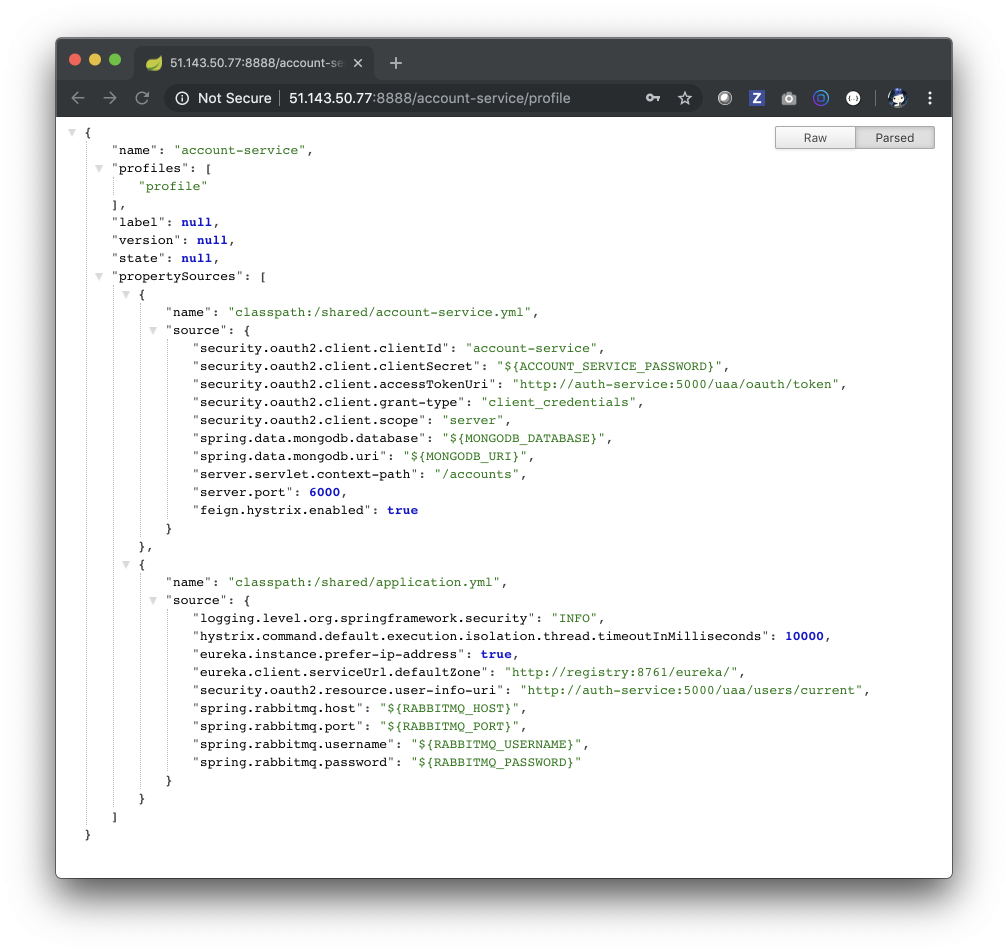 51.143.50.77:8888/account-se
Not Secure | 51.143.50.77:8888/account-service/profile
Z
Raw Parsed
{
"name": "account-service",
"profiles": [
"profile"
],
"label": null,
"version": null,
"state": null,
"propertySources": [
{
"name": "classpath:/shared/account-service.yml",
"source": {
"security.oauth2.client.clientId": "account-service",
"security.oauth2.client.clientSecret": "${ACCOUNT_SERVICE_PASSWORD}",
"security.oauth2.client.accessTokenUri": "http://auth-service:5000/uaa/oauth/token",
"security.oauth2.client.grant-type": "client_credentials",
"security.oauth2.client.scope": "server",
"spring.data.mongodb.database": "${MONGODB_DATABASE}",
"spring.data.mongodb.uri": "${MONGODB_URI}",
"server.servlet.context-path": "/accounts",
"server.port": 6000,
"feign.hystrix.enabled": true
}
},
{
"name": "classpath:/shared/application.yml",
"source": {
"logging.level.org.springframework.security": "INFO",
"hystrix.command.default.execution.isolation.thread.timeoutInMilliseconds": 10000,
"eureka.instance.prefer-ip-address": true,
"eureka.client.serviceUrl.defaultZone": "http://registry:8761/eureka/",
"security.oauth2.resource.user-info-uri": "http://auth-service:5000/uaa/users/current",
"spring.rabbitmq.host": "${RABBITMQ_HOST}",
"spring.rabbitmq.port": "${RABBITMQ_PORT}",
"spring.rabbitmq.username": "${RABBITMQ_USERNAME}",
"spring.rabbitmq.password": "${RABBITMQ_PASSWORD}"
}
}
]
}